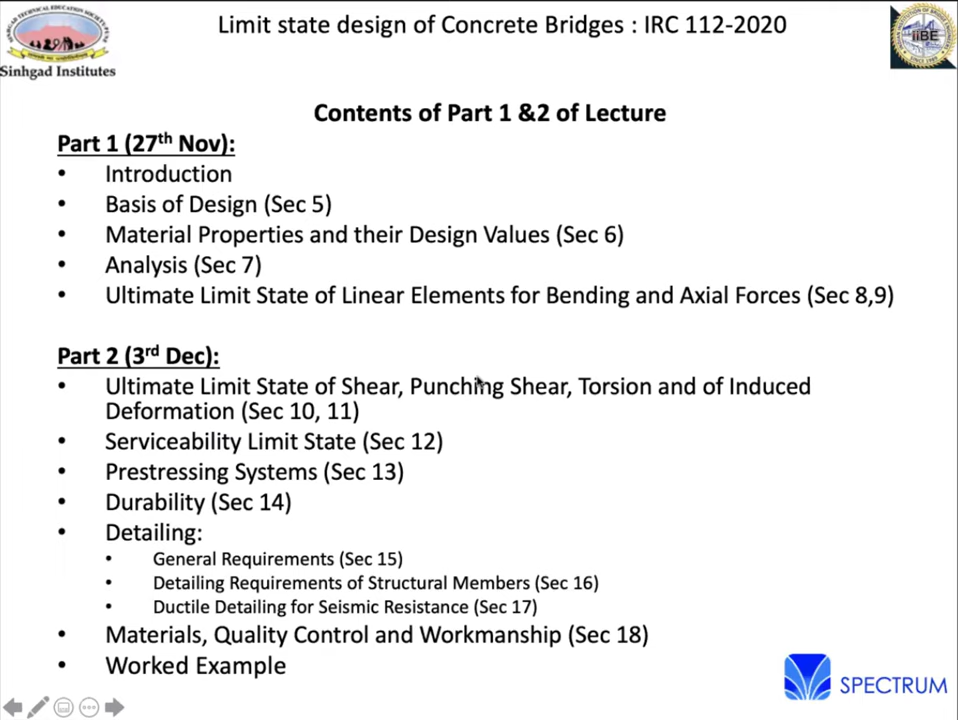 Limit state design of Concrete Bridges : IRC 112-2020
Sinhgad Institutes
IIBE
Contents of Part 1 &2 of Lecture
Part 1 (27th Nov):
• Introduction
• Basis of Design (Sec 5)
• Material Properties and their Design Values (Sec 6)
• Analysis (Sec 7)
• Ultimate Limit State of Linear Elements for Bending and Axial Forces (Sec 8,9)
Part 2 (3rd Dec):
• Ultimate Limit State of Shear, Punching Shear, Torsion and of Induced
Deformation (Sec 10, 11)
• Serviceability Limit State (Sec 12)
• Prestressing Systems (Sec 13)
• Durability (Sec 14)
• Detailing:
• General Requirements (Sec 15)
• Detailing Requirements of Structural Members (Sec 16)
• Ductile Detailing for Seismic Resistance (Sec 17)
• Materials, Quality Control and Workmanship (Sec 18)
• Worked Example
SPECTRUM